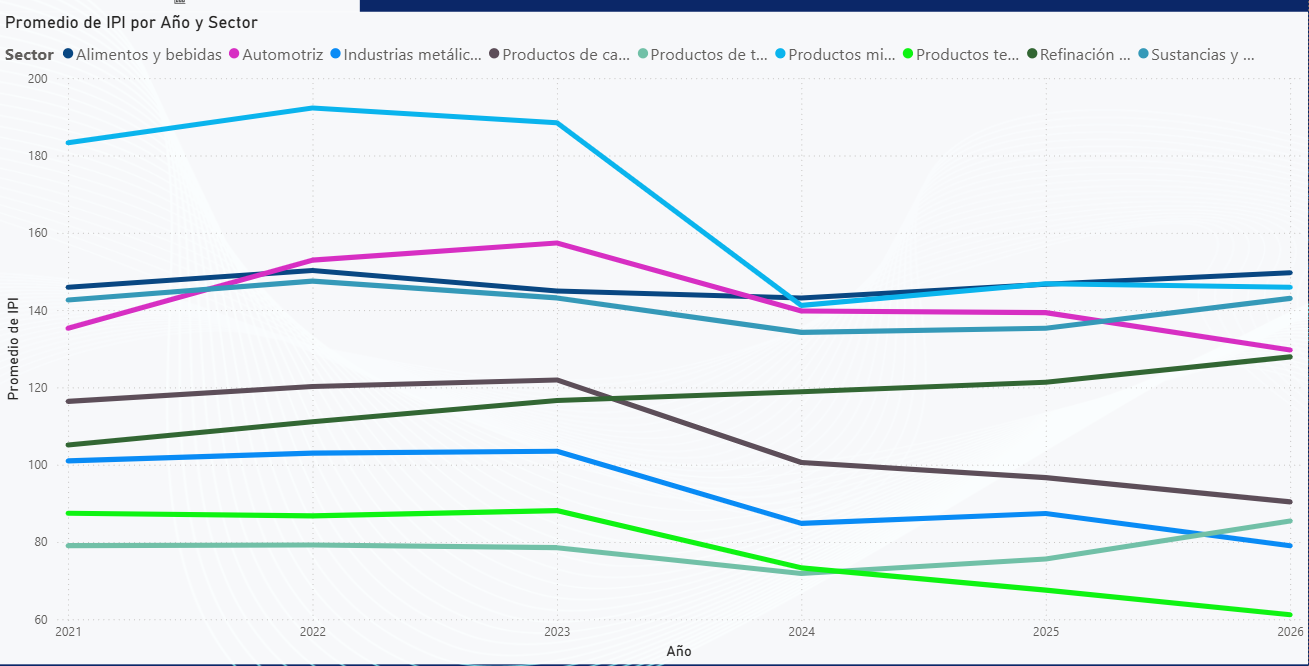 Promedio de IPI por Año y Sector
Sector Alimentos y bebidas Automotriz Industrias metálic... Productos de ca... Productos de t... Productos mi... Productos te... Refinación ... Sustancias y ...
200
180
160
140
120
100
80
60
Promedio de IPI
2021 2022 2023 2024 2025 2026
Año